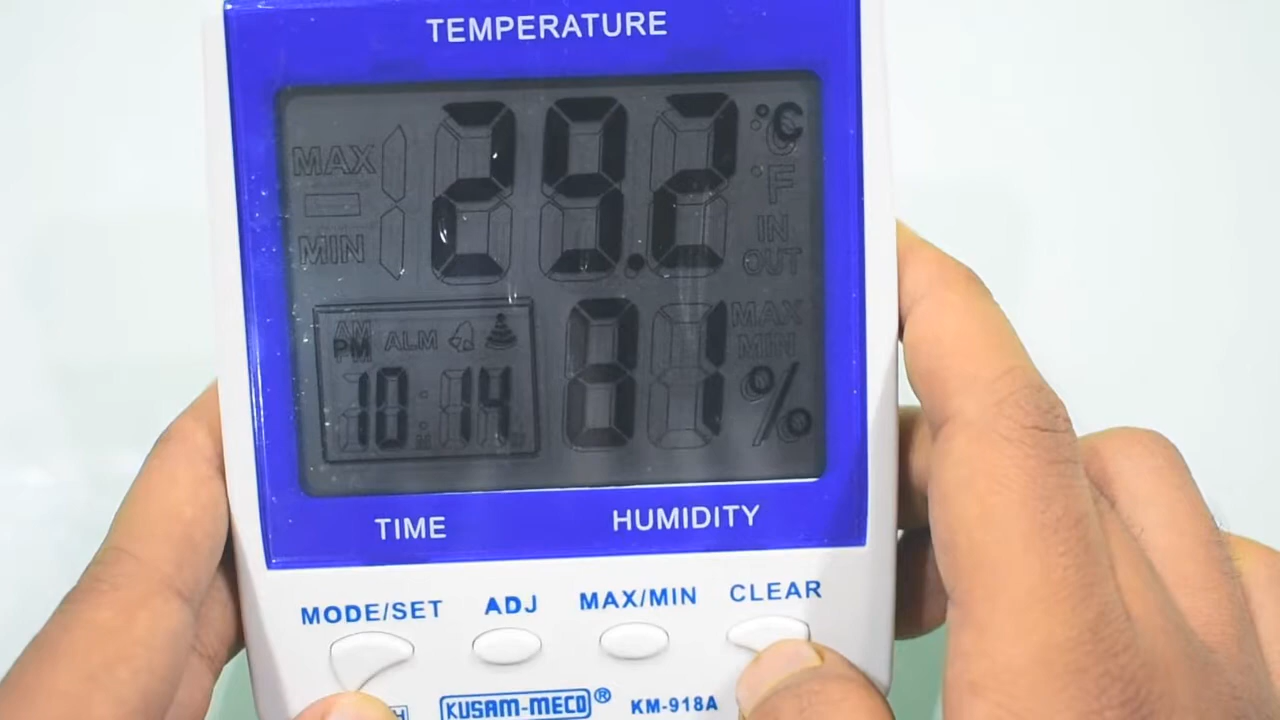 TEMPERATURE
MAX
MIN
29.2 °C
°F
IN
OUT
AM
PM
ALM
10:14
81 %
MAX
MIN
TIME
HUMIDITY
MODE/SET ADJ MAX/MIN CLEAR
KUSAM-MECO® KM-918A